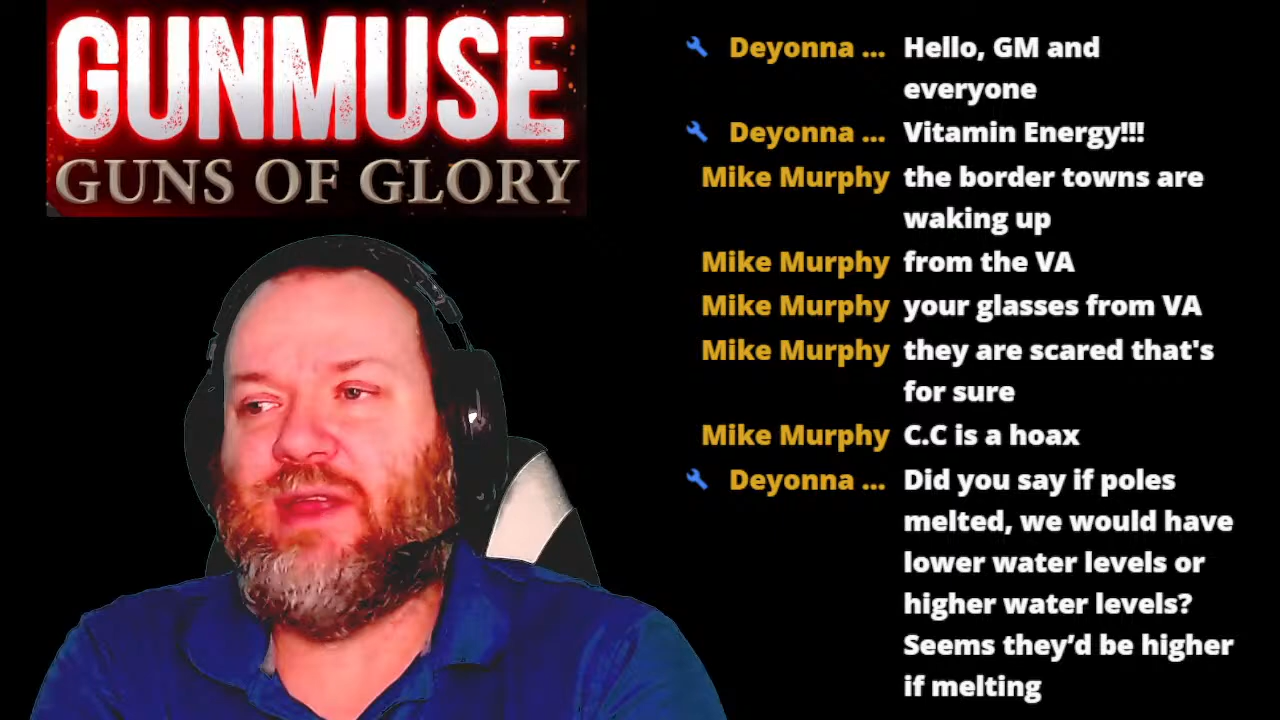 GUNMUSE
GUNS OF GLORY
Deyonna ... Hello, GM and
everyone
Deyonna ... Vitamin Energy!!!
Mike Murphy the border towns are
waking up
Mike Murphy from the VA
Mike Murphy your glasses from VA
Mike Murphy they are scared that's
for sure
Mike Murphy C.C is a hoax
Deyonna ... Did you say if poles
melted, we would have
lower water levels or
higher water levels?
Seems they’d be higher
if melting